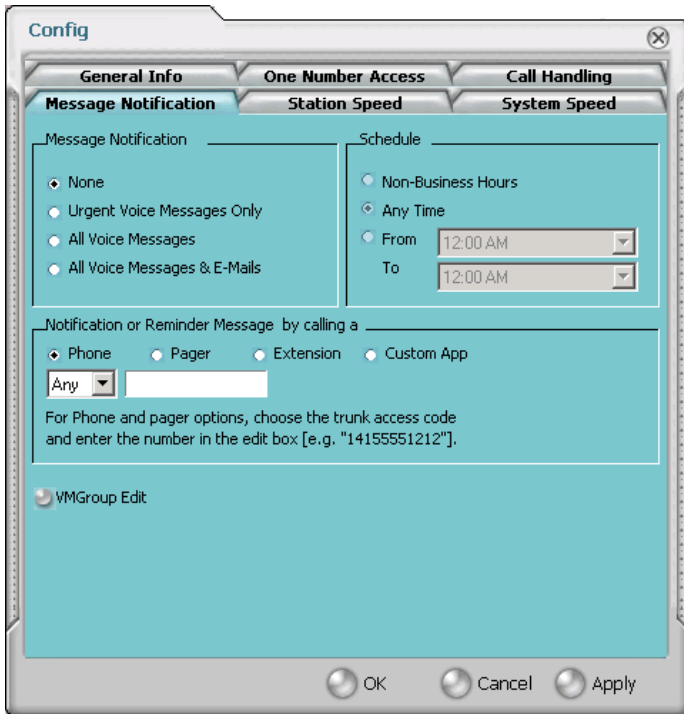 Config
General Info
One Number Access
Call Handling
Message Notification
Station Speed
System Speed
Message Notification
None
Urgent Voice Messages Only
All Voice Messages
All Voice Messages & E-Mails
Schedule
Non-Business Hours
Any Time
From 12:00 AM
To 12:00 AM
Notification or Reminder Message by calling a
Phone Pager Extension Custom App
Any
For Phone and pager options, choose the trunk access code
and enter the number in the edit box [e.g. "14155551212"].
VMGroup Edit
OK Cancel Apply